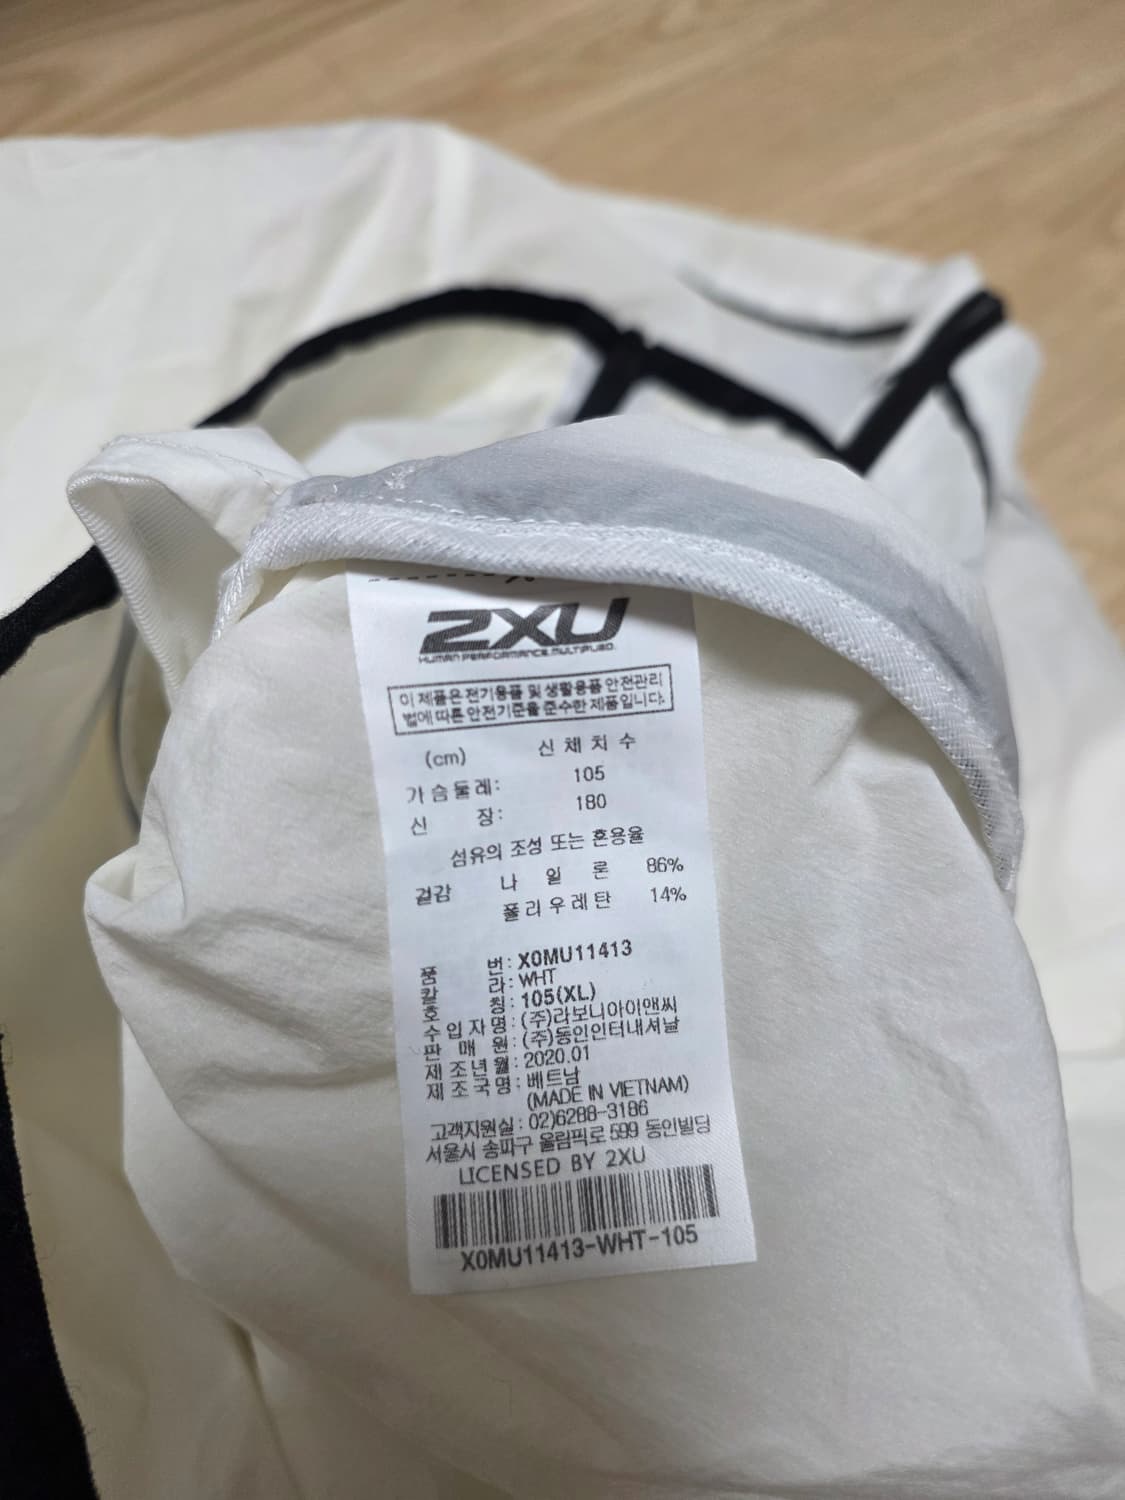 2XU
HUMAN PERFORMANCE. MULTIPLIED.
이 제품은 전기용품 및 생활용품 안전관리
법에 따른 안전기준을 준수한 제품입니다.
(cm) 신체치수
가슴둘레: 105
신 장: 180
섬유의 조성 또는 혼용율
겉감 나 일 론 86%
폴리우레탄 14%
품 번: X0MU11413
칼 라: WHT
호 칭: 105(XL)
수입자명: (주)라보니아이앤씨
판 매 원: (주)동인인터내셔날
제조년월: 2020.01
제조국명: 베트남
(MADE IN VIETNAM)
고객지원실: 02)6288-3186
서울시 송파구 올림픽로 599 동인빌딩
LICENSED BY 2XU
X0MU11413-WHT-105